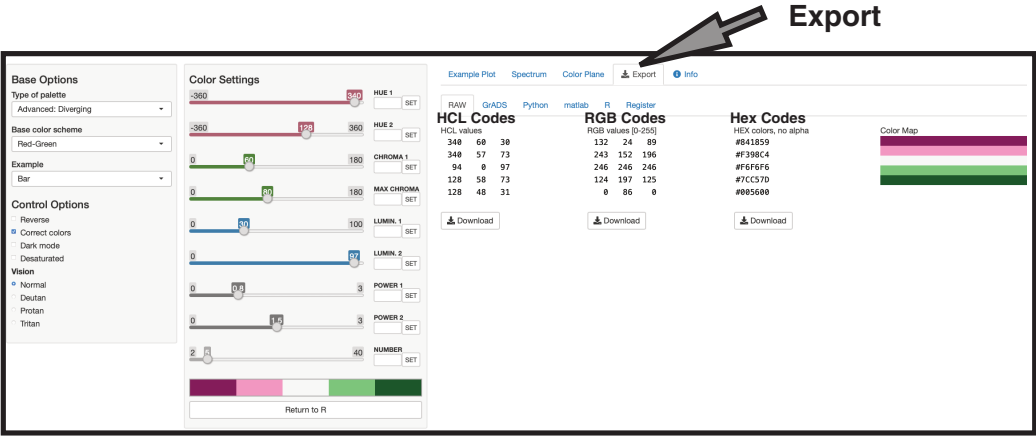 Export
Base Options
Type of palette
Advanced: Diverging
Base color scheme
Red-Green
Example
Bar
Control Options
Reverse
Correct colors
Dark mode
Desaturated
Vision
Normal
Deutan
Protan
Tritan
Color Settings
-360 340 HUE 1 SET
-360 128 360 HUE 2 SET
0 60 180 CHROMA 1 SET
0 80 180 MAX CHROMA SET
0 30 100 LUMIN. 1 SET
0 97 LUMIN. 2 SET
0 0.8 3 POWER 1 SET
0 1.5 3 POWER 2 SET
2 5 40 NUMBER SET
Return to R
Example Plot Spectrum Color Plane Export Info
RAW GrADS Python matlab R Register
HCL Codes RGB Codes Hex Codes
HCL values RGB values [0-255] HEX colors, no alpha Color Map
340 60 30 132 24 89 #841859
340 57 73 243 152 196 #F398C4
94 0 97 246 246 246 #F6F6F6
128 58 73 124 197 125 #7CC57D
128 48 31 0 86 0 #005600
Download Download Download